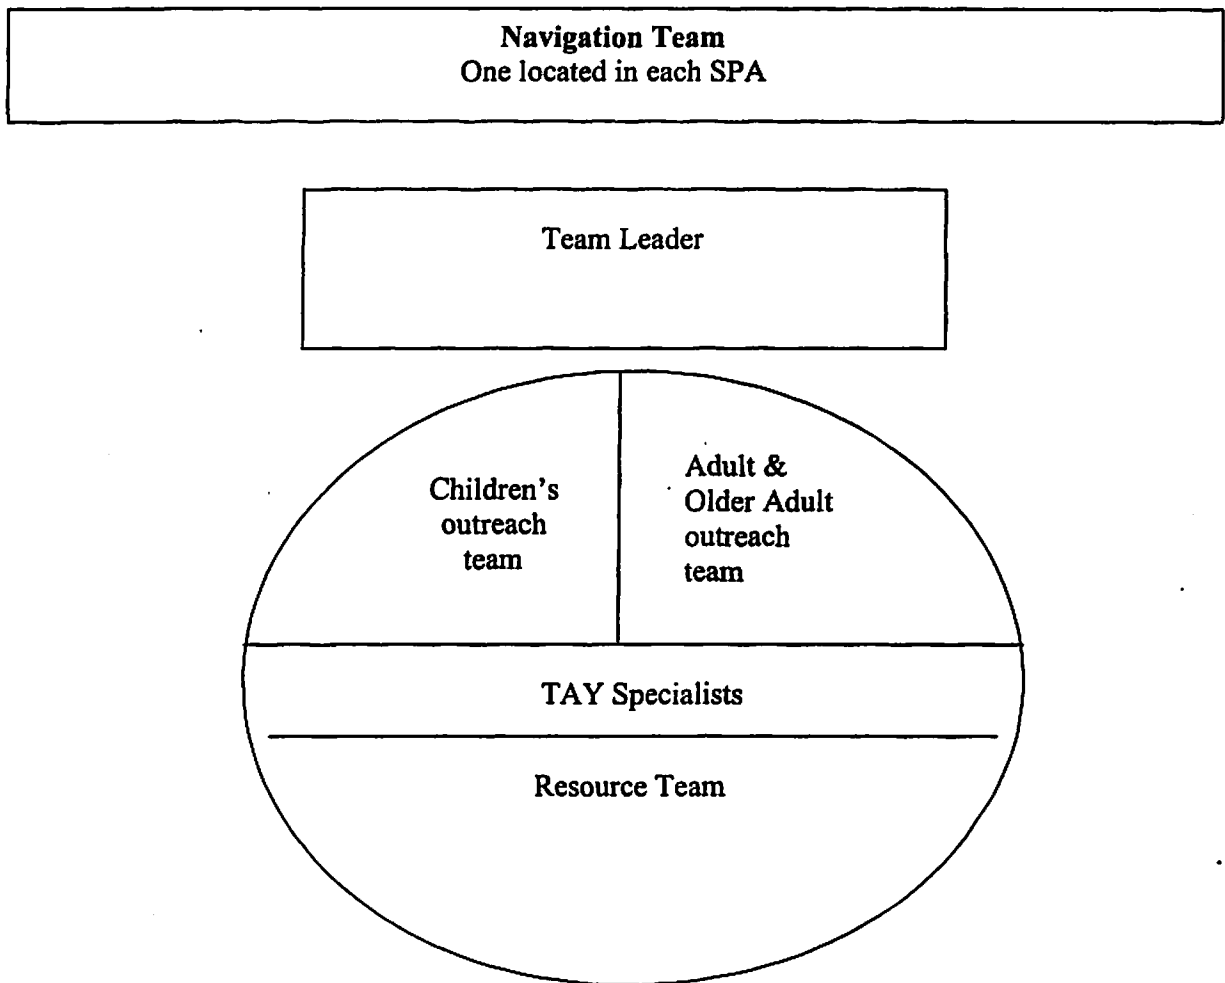 Navigation Team
One located in each SPA
Team Leader
Children's
outreach
team
Adult &
Older Adult
outreach
team
TAY Specialists
Resource Team